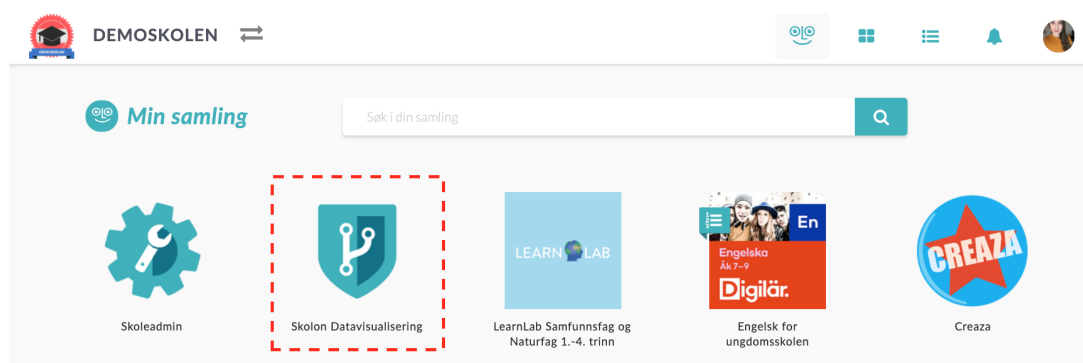 DEMOSKOLEN
Min samling
Søk i din samling
LEARN LAB
En
Engelska
Åk 7-9
Digilär.
CREAZA
Skoleadmin
Skolon Datavisualisering
LearnLab Samfunnsfag og
Naturfag 1.-4. trinn
Engelsk for
ungdomsskolen
Creaza